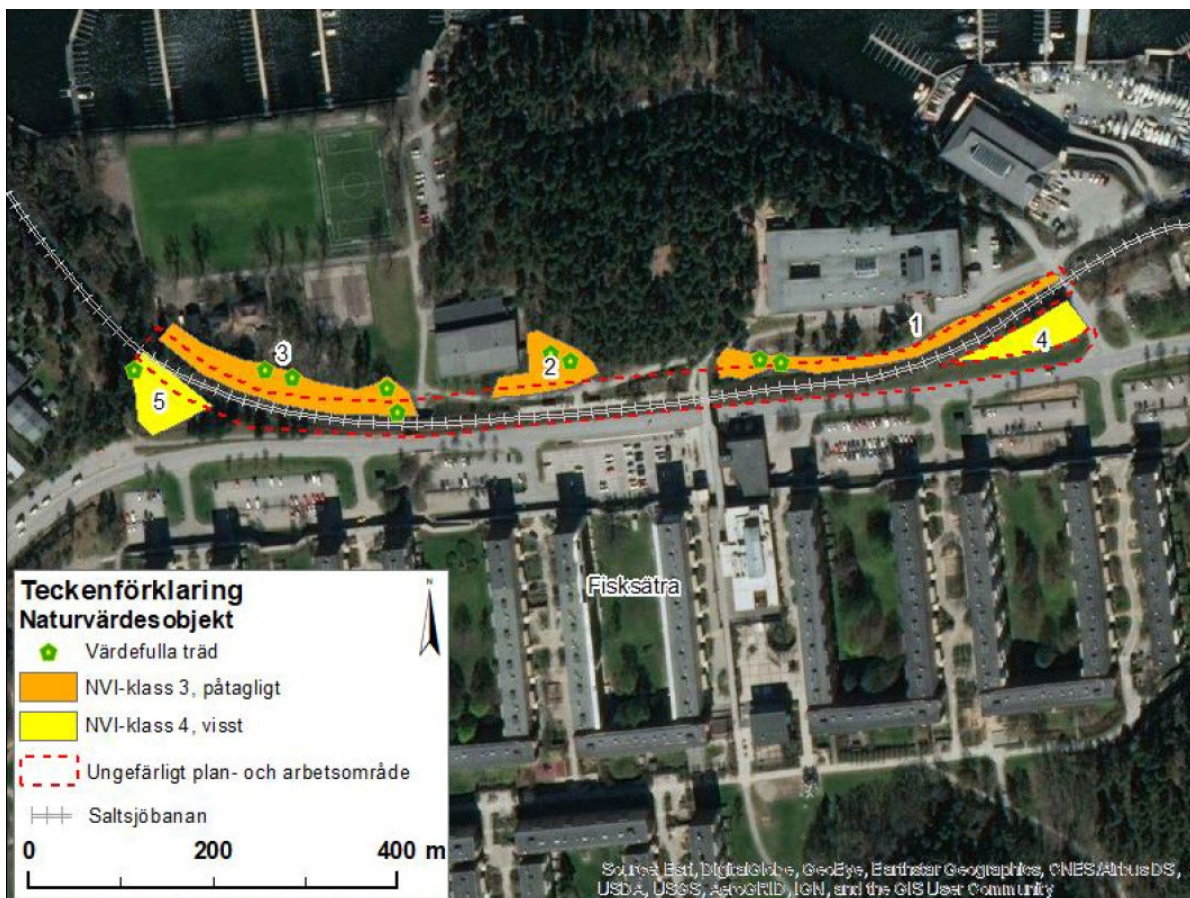 1
3
2
4
5
Fisksätra
Teckenförklaring
Naturvärdesobjekt
N
Värdefulla träd
NVI-klass 3, påtagligt
NVI-klass 4, visst
Ungefärligt plan- och arbetsområde
Saltsjöbanan
0 200 400 m
Source: Esri, DigitalGlobe, GeoEye, Earthstar Geographics, CNES/Airbus DS,
USDA, USGS, AeroGRID, IGN, and the GIS User Community